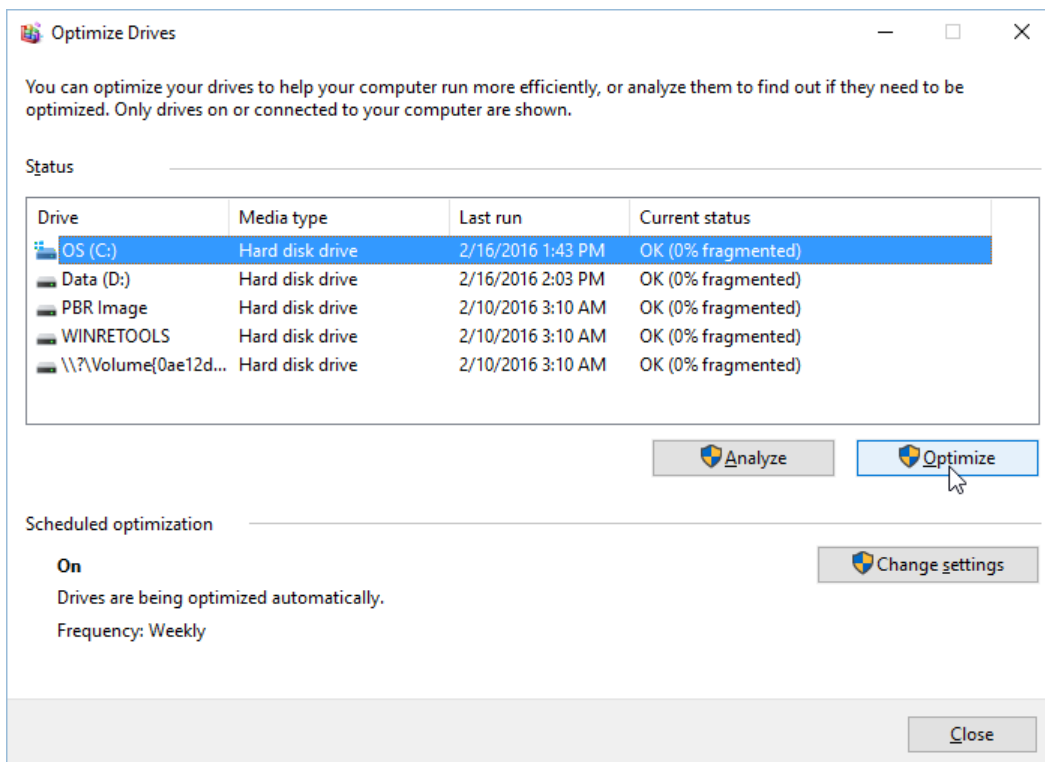 Optimize Drives
You can optimize your drives to help your computer run more efficiently, or analyze them to find out if they need to be
optimized. Only drives on or connected to your computer are shown.
Status
Drive Media type Last run Current status
OS (C:) Hard disk drive 2/16/2016 1:43 PM OK (0% fragmented)
Data (D:) Hard disk drive 2/16/2016 2:03 PM OK (0% fragmented)
PBR Image Hard disk drive 2/10/2016 3:10 AM OK (0% fragmented)
WINRETOOLS Hard disk drive 2/10/2016 3:10 AM OK (0% fragmented)
\\?\Volume{0ae12d... Hard disk drive 2/10/2016 3:10 AM OK (0% fragmented)
Analyze Optimize
Scheduled optimization
On Change settings
Drives are being optimized automatically.
Frequency: Weekly
Close